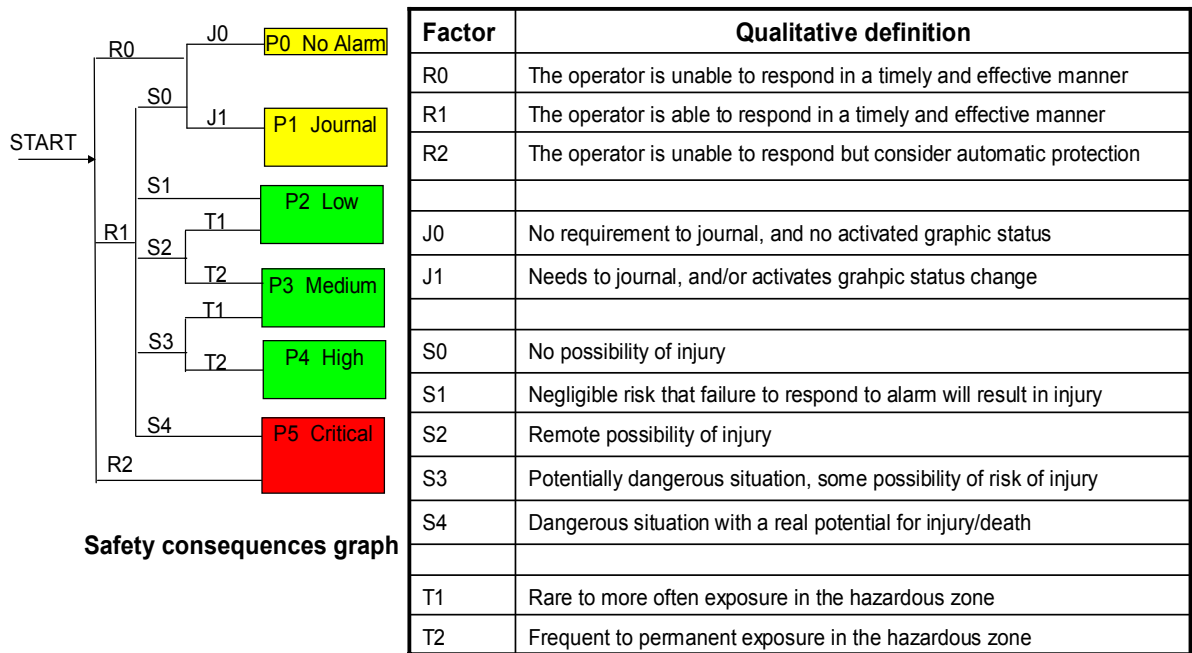 START
R0
J0
P0 No Alarm
S0
J1
P1 Journal
R1
S1
P2 Low
S2
T1
T2
P3 Medium
S3
T1
T2
P4 High
S4
P5 Critical
R2
Safety consequences graph
Factor Qualitative definition
R0 The operator is unable to respond in a timely and effective manner
R1 The operator is able to respond in a timely and effective manner
R2 The operator is unable to respond but consider automatic protection
J0 No requirement to journal, and no activated graphic status
J1 Needs to journal, and/or activates grahpic status change
S0 No possibility of injury
S1 Negligible risk that failure to respond to alarm will result in injury
S2 Remote possibility of injury
S3 Potentially dangerous situation, some possibility of risk of injury
S4 Dangerous situation with a real potential for injury/death
T1 Rare to more often exposure in the hazardous zone
T2 Frequent to permanent exposure in the hazardous zone